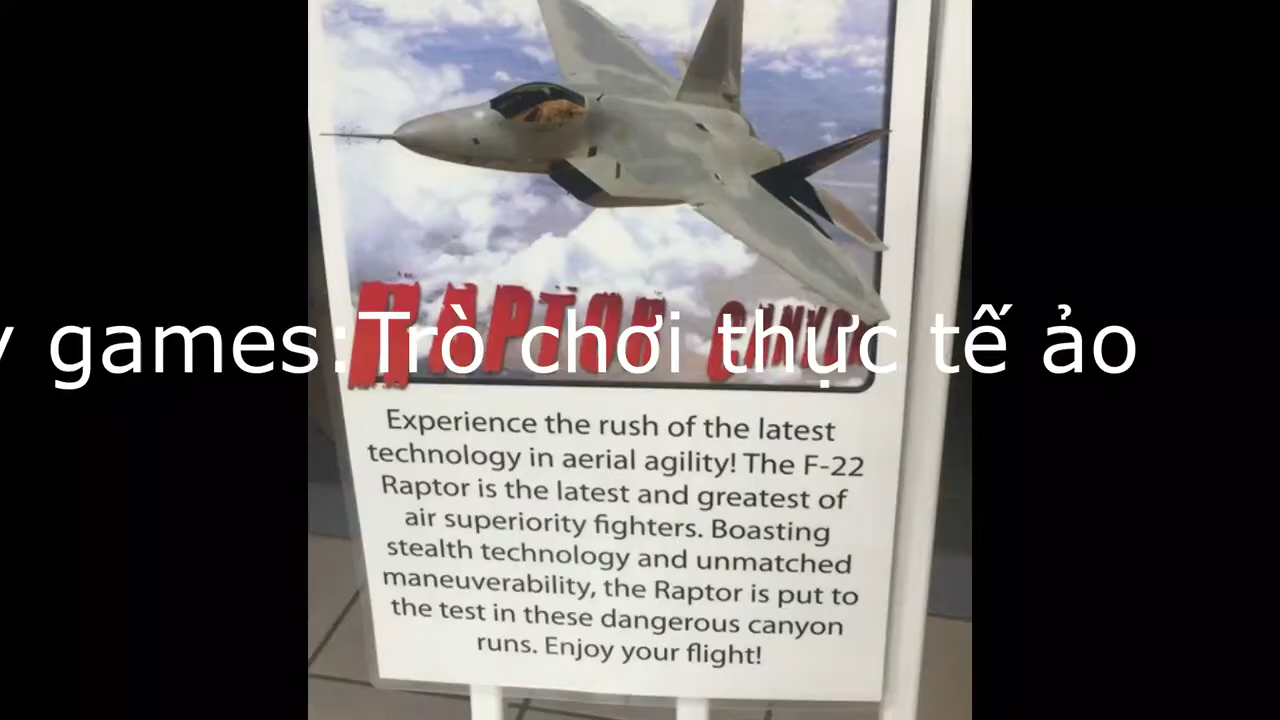 RAPTOR CANYO
y games:Trò chơi thực tế ảo
Experience the rush of the latest
technology in aerial agility! The F-22
Raptor is the latest and greatest of
air superiority fighters. Boasting
stealth technology and unmatched
maneuverability, the Raptor is put to
the test in these dangerous canyon
runs. Enjoy your flight!